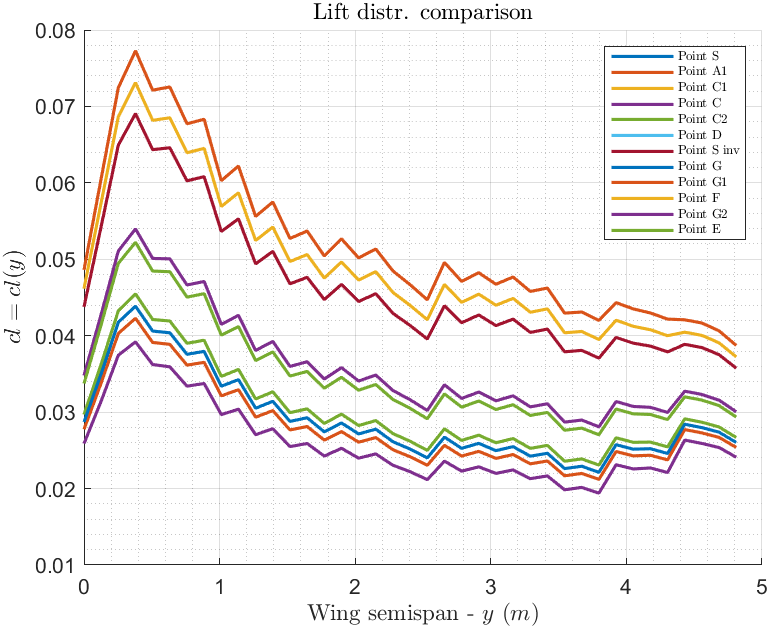 Lift distr. comparison
0.08
0.07
0.06
0.05
0.04
0.03
0.02
0.01
cl = cl(y)
Point S
Point A1
Point C1
Point C
Point C2
Point D
Point S inv
Point G
Point G1
Point F
Point G2
Point E
0 1 2 3 4 5
Wing semispan - y (m)